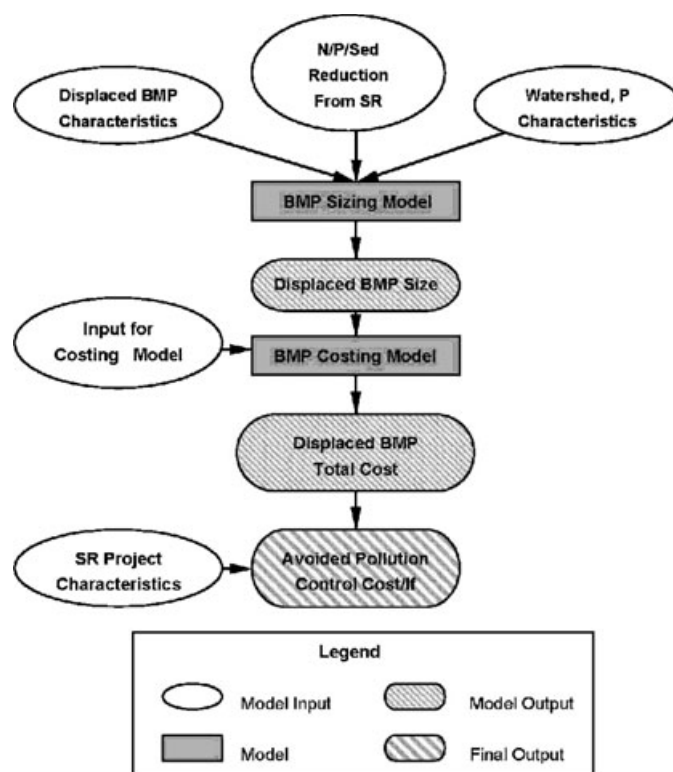 N/P/Sed
Reduction
From SR
Displaced BMP
Characteristics
Watershed, P
Characteristics
BMP Sizing Model
Displaced BMP Size
Input for
Costing Model
BMP Costing Model
Displaced BMP
Total Cost
SR Project
Characteristics
Avoided Pollution
Control Cost/lf
Legend
Model Input
Model Output
Model
Final Output